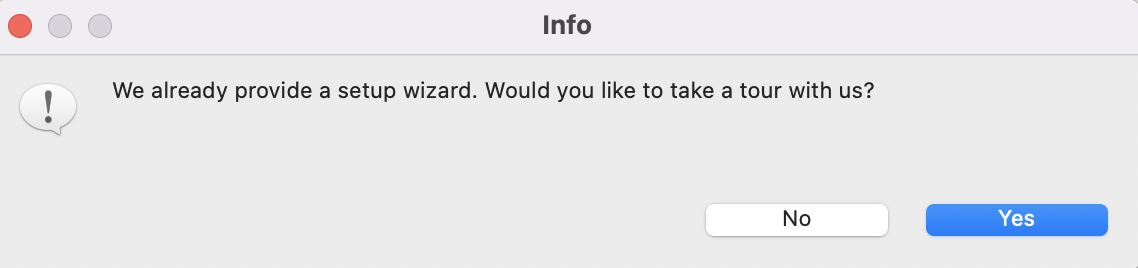 Info
We already provide a setup wizard. Would you like to take a tour with us?
No
Yes